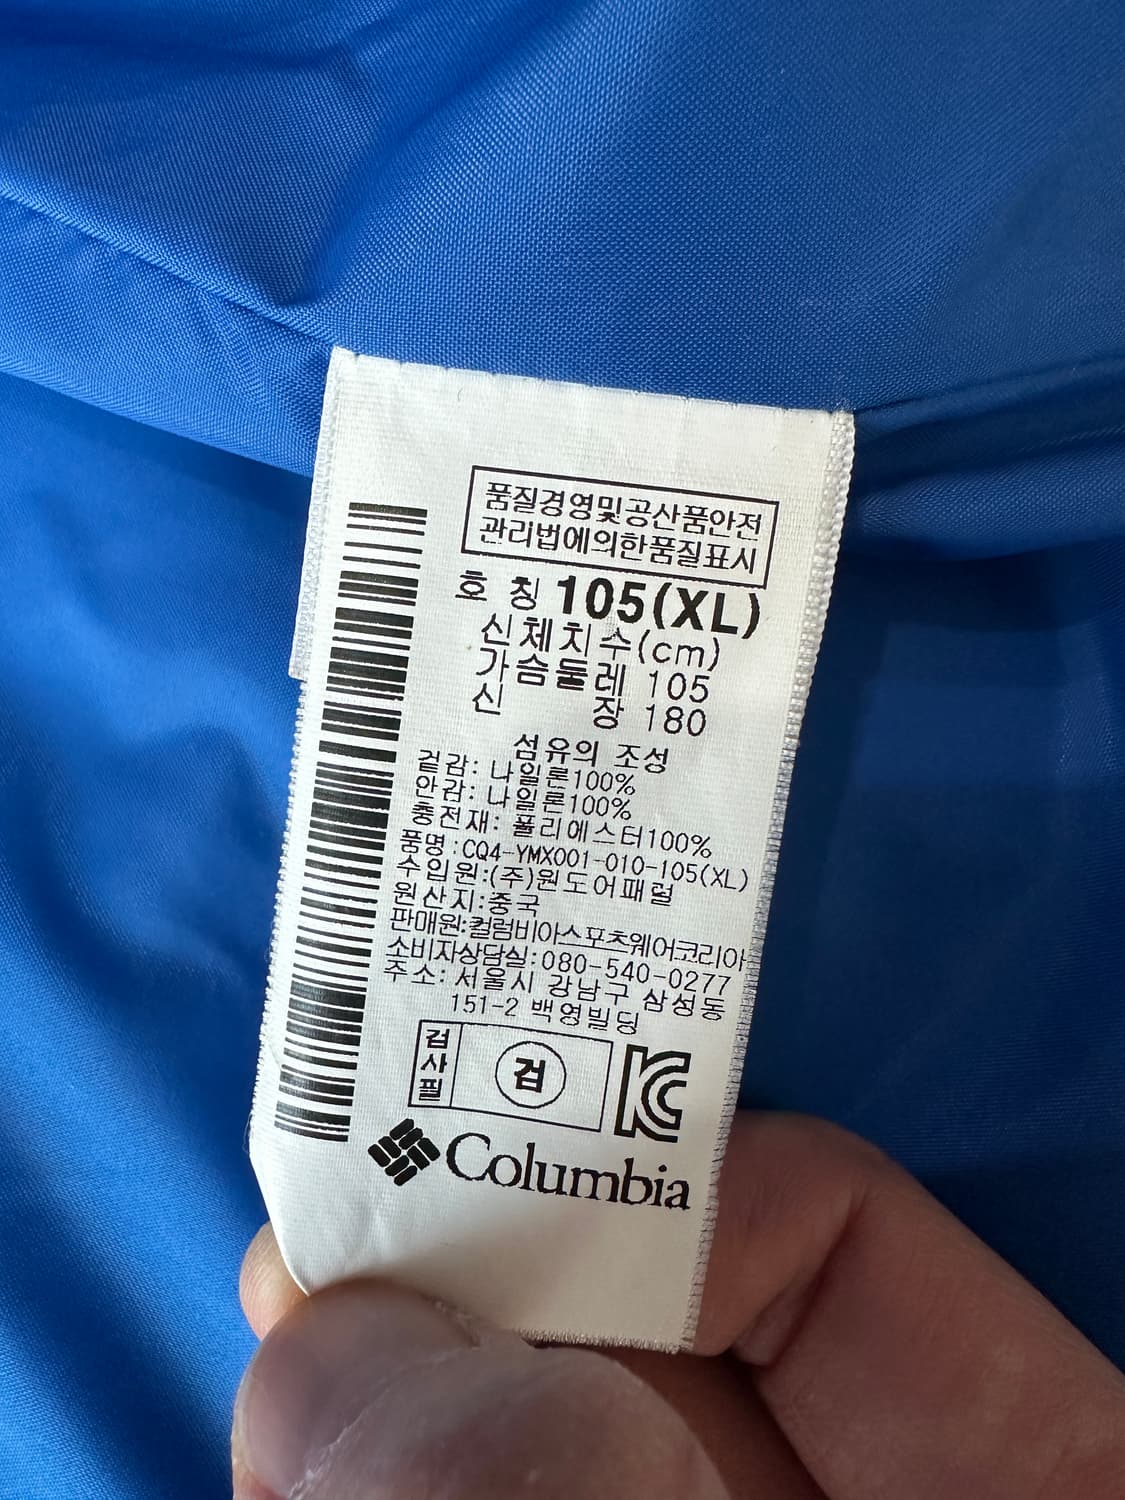 품질경영및공산품안전
관리법에의한품질표시
호 칭 105(XL)
신체치수(cm)
가슴둘레 105
신 장 180
섬유의 조성
겉감: 나일론100%
안감: 나일론100%
충전재: 폴리에스터100%
품명:CQ4-YMX001-010-105(XL)
수입원:(주)원도어패럴
원산지:중국
판매원:컬럼비아스포츠웨어코리아
소비자상담실:080-540-0277
주소: 서울시 강남구 삼성동
151-2 백영빌딩
검사필
검
KC
Columbia